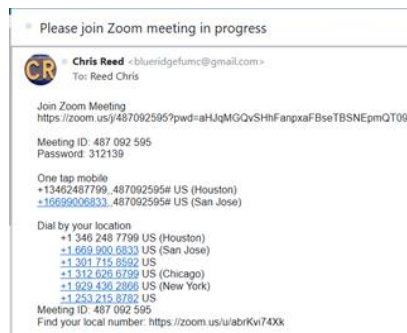 Please join Zoom meeting in progress
CR
Chris Reed <blueridgefumc@gmail.com>
To: Reed Chris
Join Zoom Meeting
https://zoom.us/j/487092595?pwd=aHJqMGQvSHhFanpxaFBseTBSNEpmQT09
Meeting ID: 487 092 595
Password: 312139
One tap mobile
+13462487799,,487092595# US (Houston)
+16699006833,,487092595# US (San Jose)
Dial by your location
+1 346 248 7799 US (Houston)
+1 669 900 6833 US (San Jose)
+1 301 715 8592 US
+1 312 626 6799 US (Chicago)
+1 929 436 2866 US (New York)
+1 253 215 8782 US
Meeting ID: 487 092 595
Find your local number: https://zoom.us/u/abrKvi74Xk